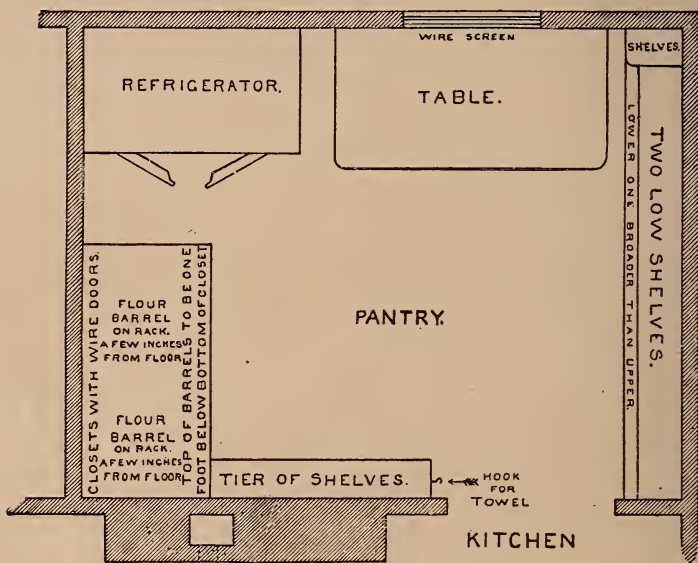 WIRE SCREEN
SHELVES.
REFRIGERATOR.
TABLE.
LOWER ONE BROADER THAN UPPER.
TWO LOW SHELVES.
CLOSETS WITH WIRE DOORS.
FLOUR
BARREL
ON RACK.
A FEW INCHES
FROM FLOOR
FLOUR
BARREL
ON RACK.
A FEW INCHES
FROM FLOOR
TOP OF BARRELS TO BE ONE
FOOT BELOW BOTTOM OF CLOSET
PANTRY.
TIER OF SHELVES.
HOOK
FOR
TOWEL
KITCHEN